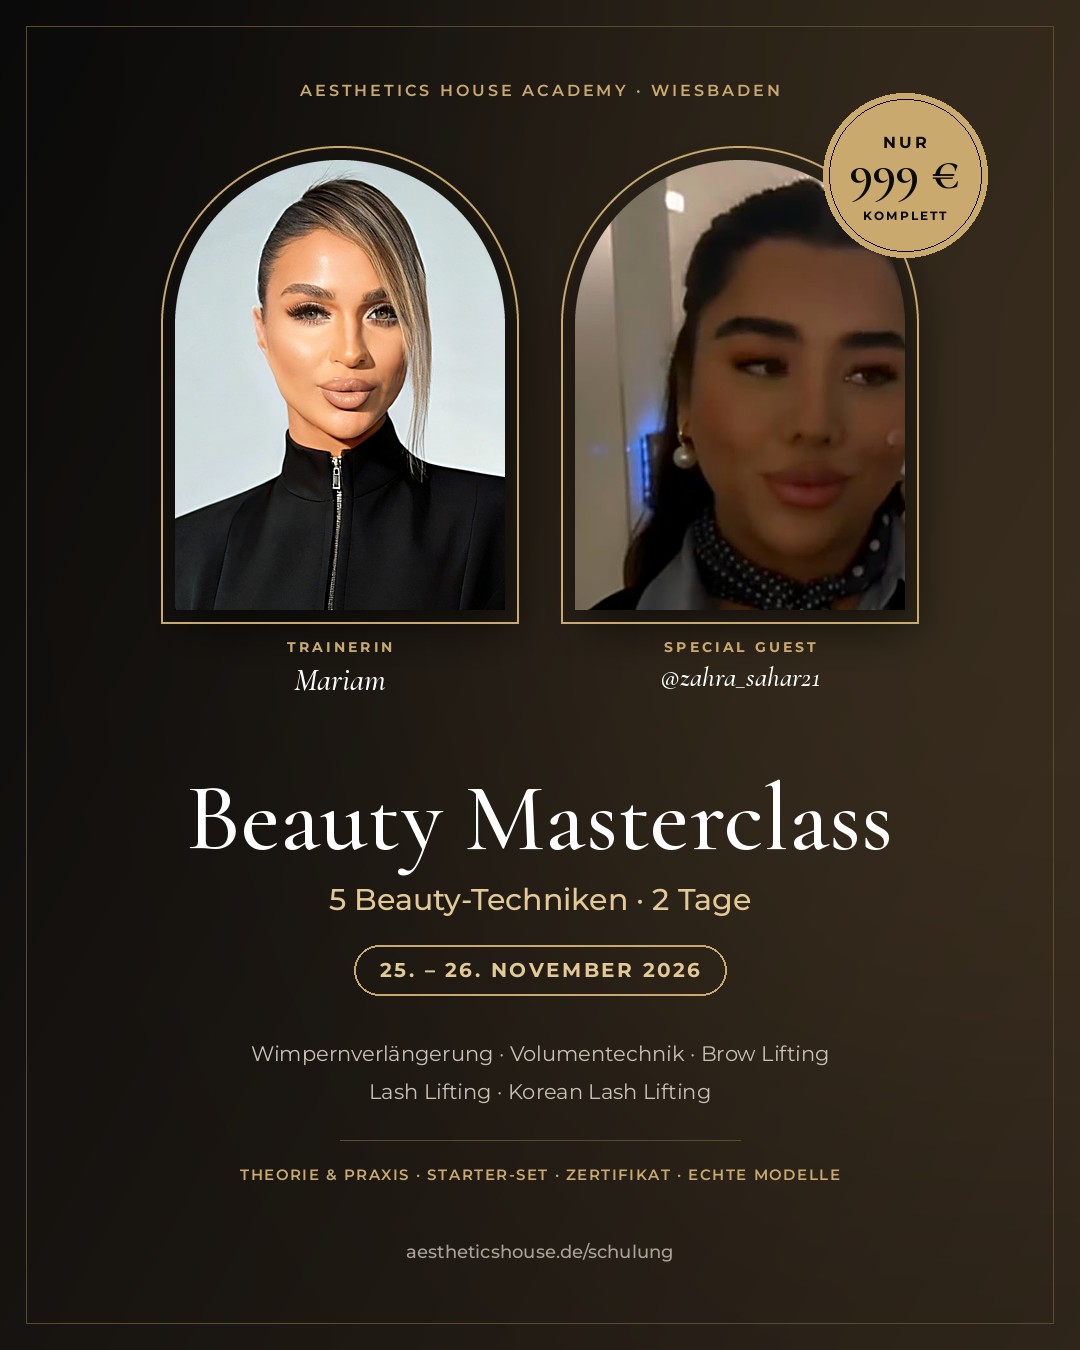 AESTHETICS HOUSE ACADEMY · WIESBADEN
NUR
999 €
KOMPLETT
TRAINERIN
Mariam
SPECIAL GUEST
@zahra_sahar21
Beauty Masterclass
5 Beauty-Techniken · 2 Tage
25. – 26. NOVEMBER 2026
Wimpernverlängerung · Volumentechnik · Brow Lifting
Lash Lifting · Korean Lash Lifting
THEORIE & PRAXIS · STARTER-SET · ZERTIFIKAT · ECHTE MODELLE
aestheticshouse.de/schulung